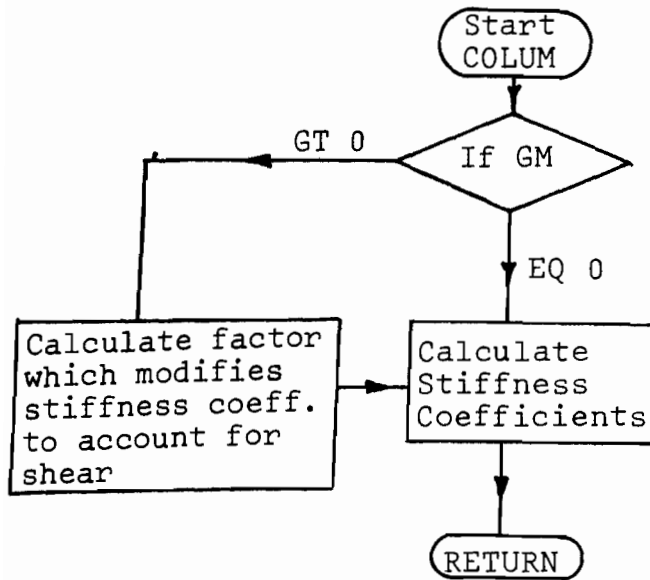 Start
COLUM
If GM
GT 0
EQ 0
Calculate factor
which modifies
stiffness coeff.
to account for
shear
Calculate
Stiffness
Coefficients
RETURN